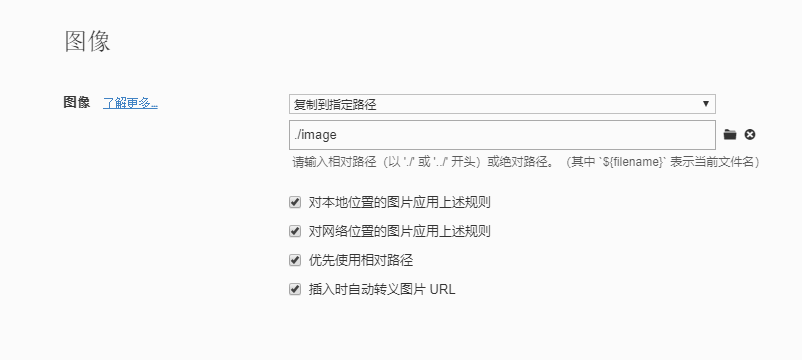 图像
图像 了解更多...
复制到指定路径
./image
请输入相对路径（以 './' 或 '../' 开头）或绝对路径。（其中 `${filename}` 表示当前文件名）
对本地位置的图片应用上述规则
对网络位置的图片应用上述规则
优先使用相对路径
插入时自动转义图片 URL